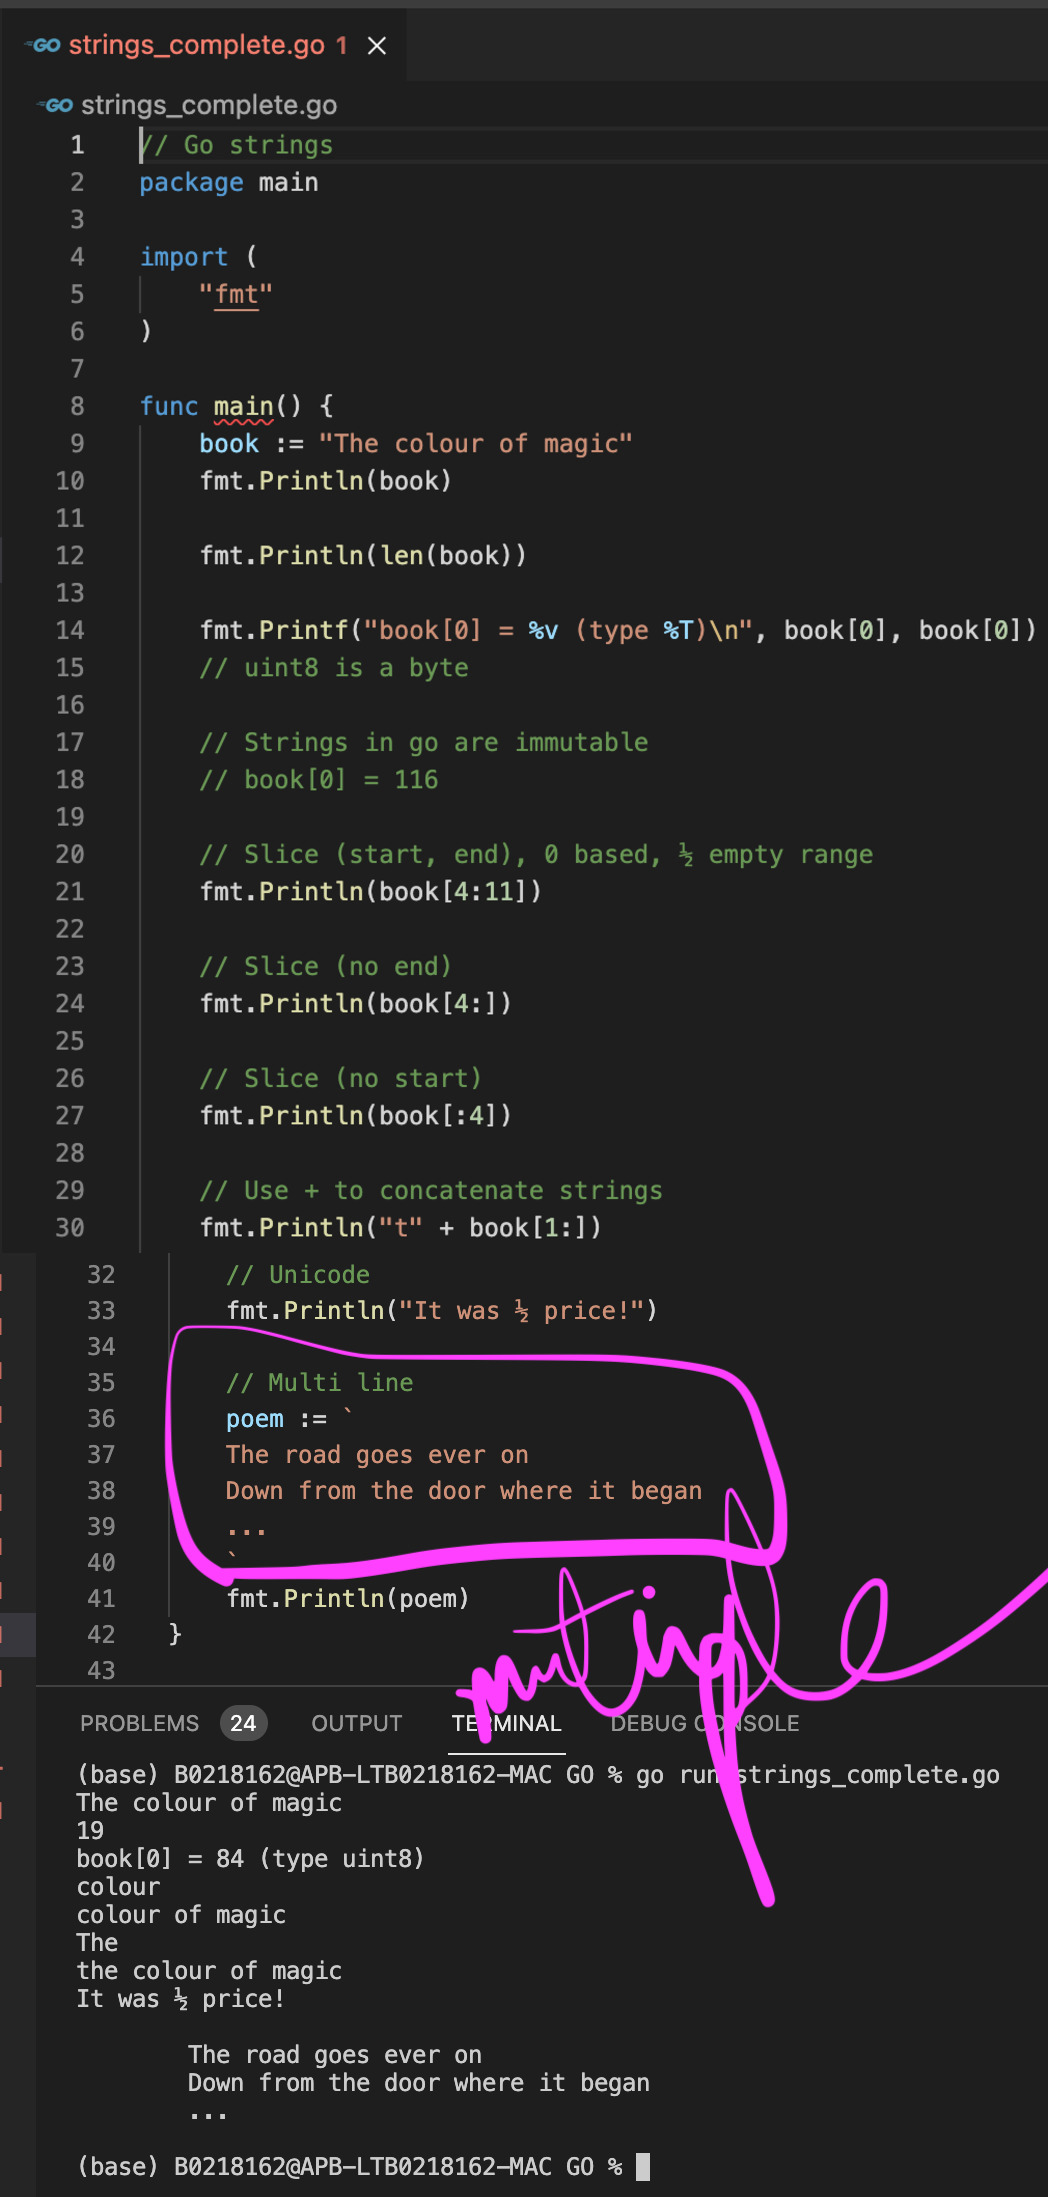 GO strings_complete.go 1 ×
GO strings_complete.go
1 // Go strings
2 package main
3
4 import (
5 "fmt"
6 )
7
8 func main() {
9 book := "The colour of magic"
10 fmt.Println(book)
11
12 fmt.Println(len(book))
13
14 fmt.Printf("book[0] = %v (type %T)\n", book[0], book[0])
15 // uint8 is a byte
16
17 // Strings in go are immutable
18 // book[0] = 116
19
20 // Slice (start, end), 0 based, ½ empty range
21 fmt.Println(book[4:11])
22
23 // Slice (no end)
24 fmt.Println(book[4:])
25
26 // Slice (no start)
27 fmt.Println(book[:4])
28
29 // Use + to concatenate strings
30 fmt.Println("t" + book[1:])
32 // Unicode
33 fmt.Println("It was ½ price!")
34
35 // Multi line
36 poem := `
37 The road goes ever on
38 Down from the door where it began
39 ...
40 `
41 fmt.Println(poem)
42 }
43
mutiple
PROBLEMS 24 OUTPUT TERMINAL DEBUG CONSOLE
(base) B0218162@APB-LTB0218162-MAC GO % go run strings_complete.go
The colour of magic
19
book[0] = 84 (type uint8)
colour
colour of magic
The
the colour of magic
It was ½ price!
The road goes ever on
Down from the door where it began
...
(base) B0218162@APB-LTB0218162-MAC GO %